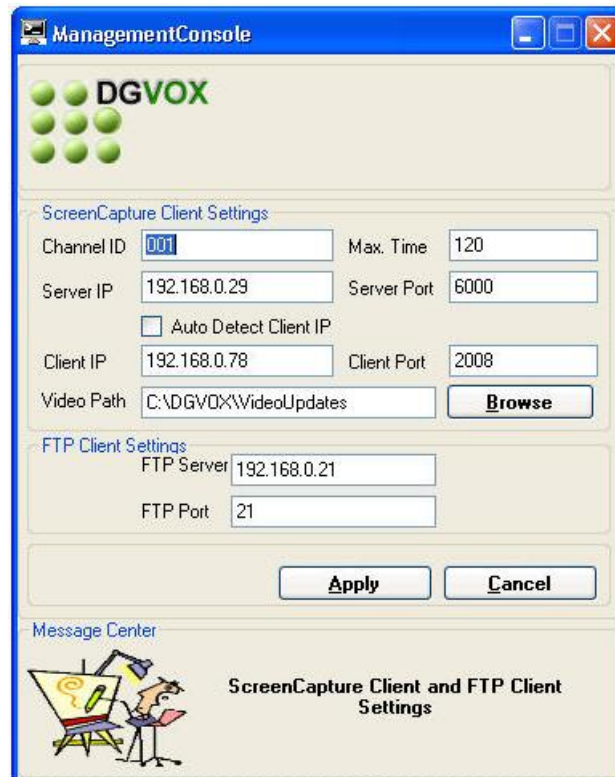 ManagementConsole
DGVOX
ScreenCapture Client Settings
Channel ID 001 Max. Time 120
Server IP 192.168.0.29 Server Port 6000
Auto Detect Client IP
Client IP 192.168.0.78 Client Port 2008
Video Path C:\DGVOX\VideoUpdates Browse
FTP Client Settings
FTP Server 192.168.0.21
FTP Port 21
Apply Cancel
Message Center
ScreenCapture Client and FTP Client
Settings